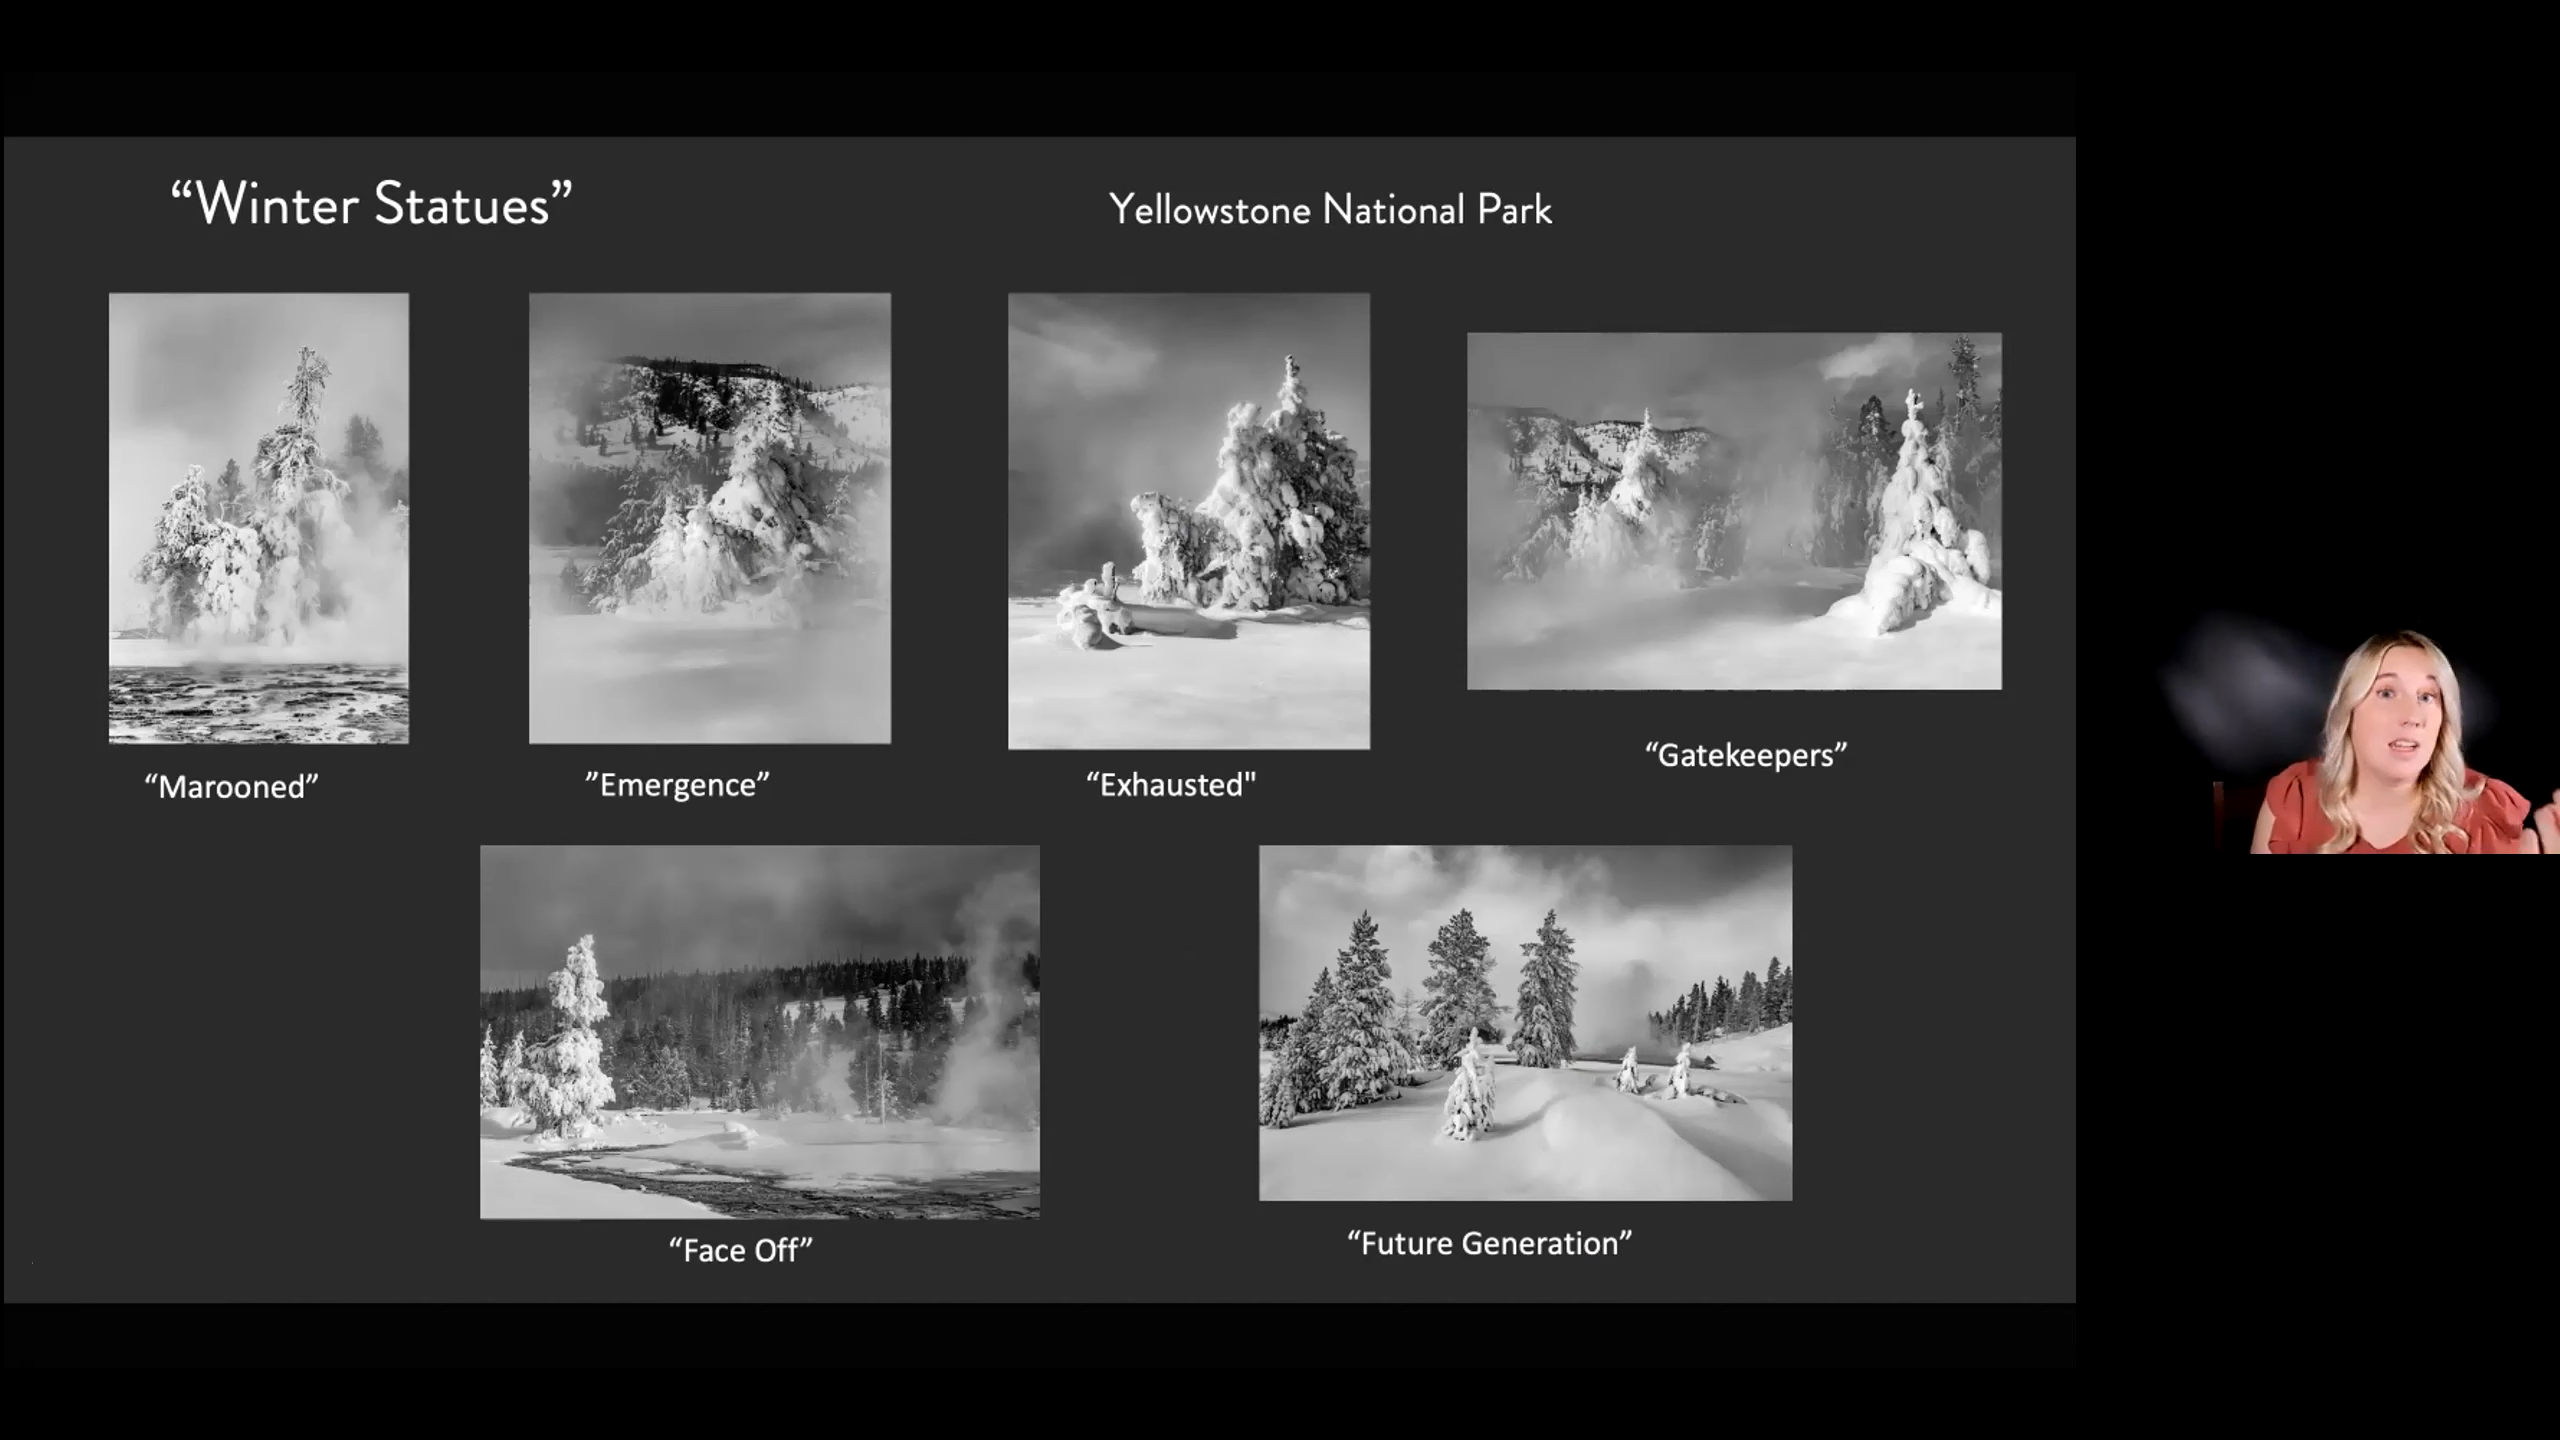 “Winter Statues”
Yellowstone National Park
“Marooned”
”Emergence”
“Exhausted"
“Gatekeepers”
“Face Off”
“Future Generation”